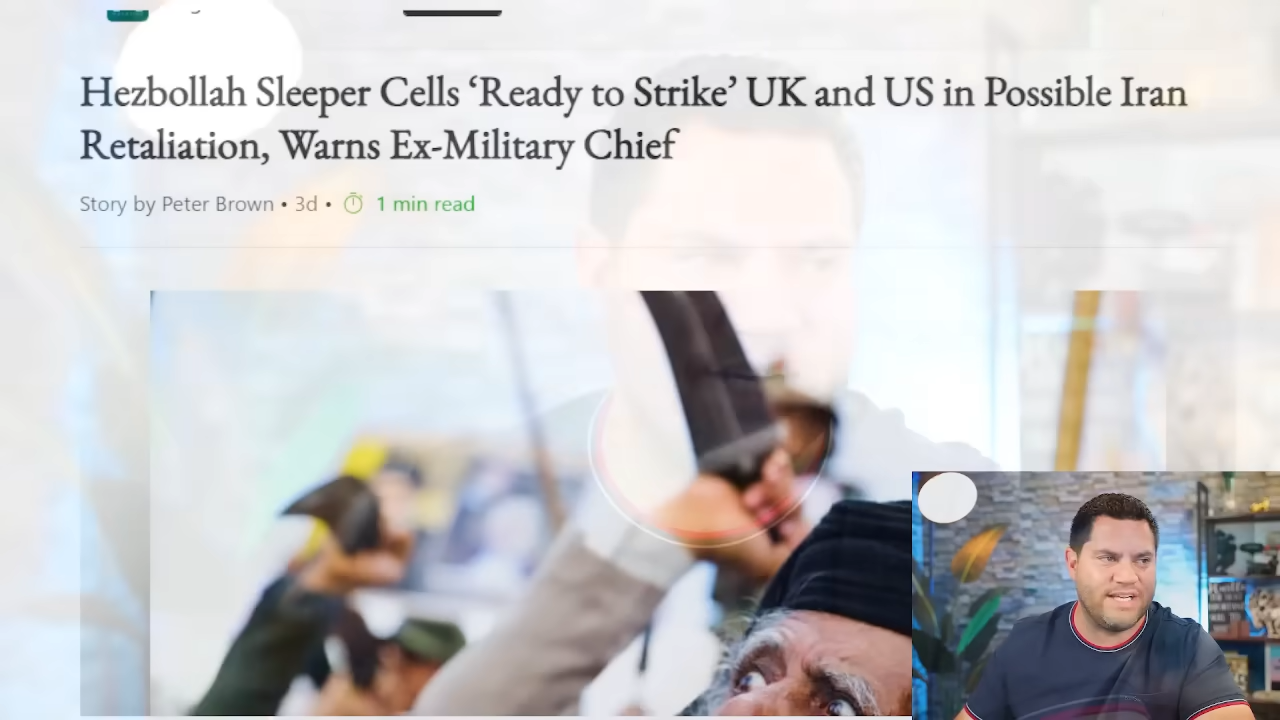 Hezbollah Sleeper Cells ‘Ready to Strike’ UK and US in Possible Iran
Retaliation, Warns Ex-Military Chief
Story by Peter Brown • 3d • 1 min read